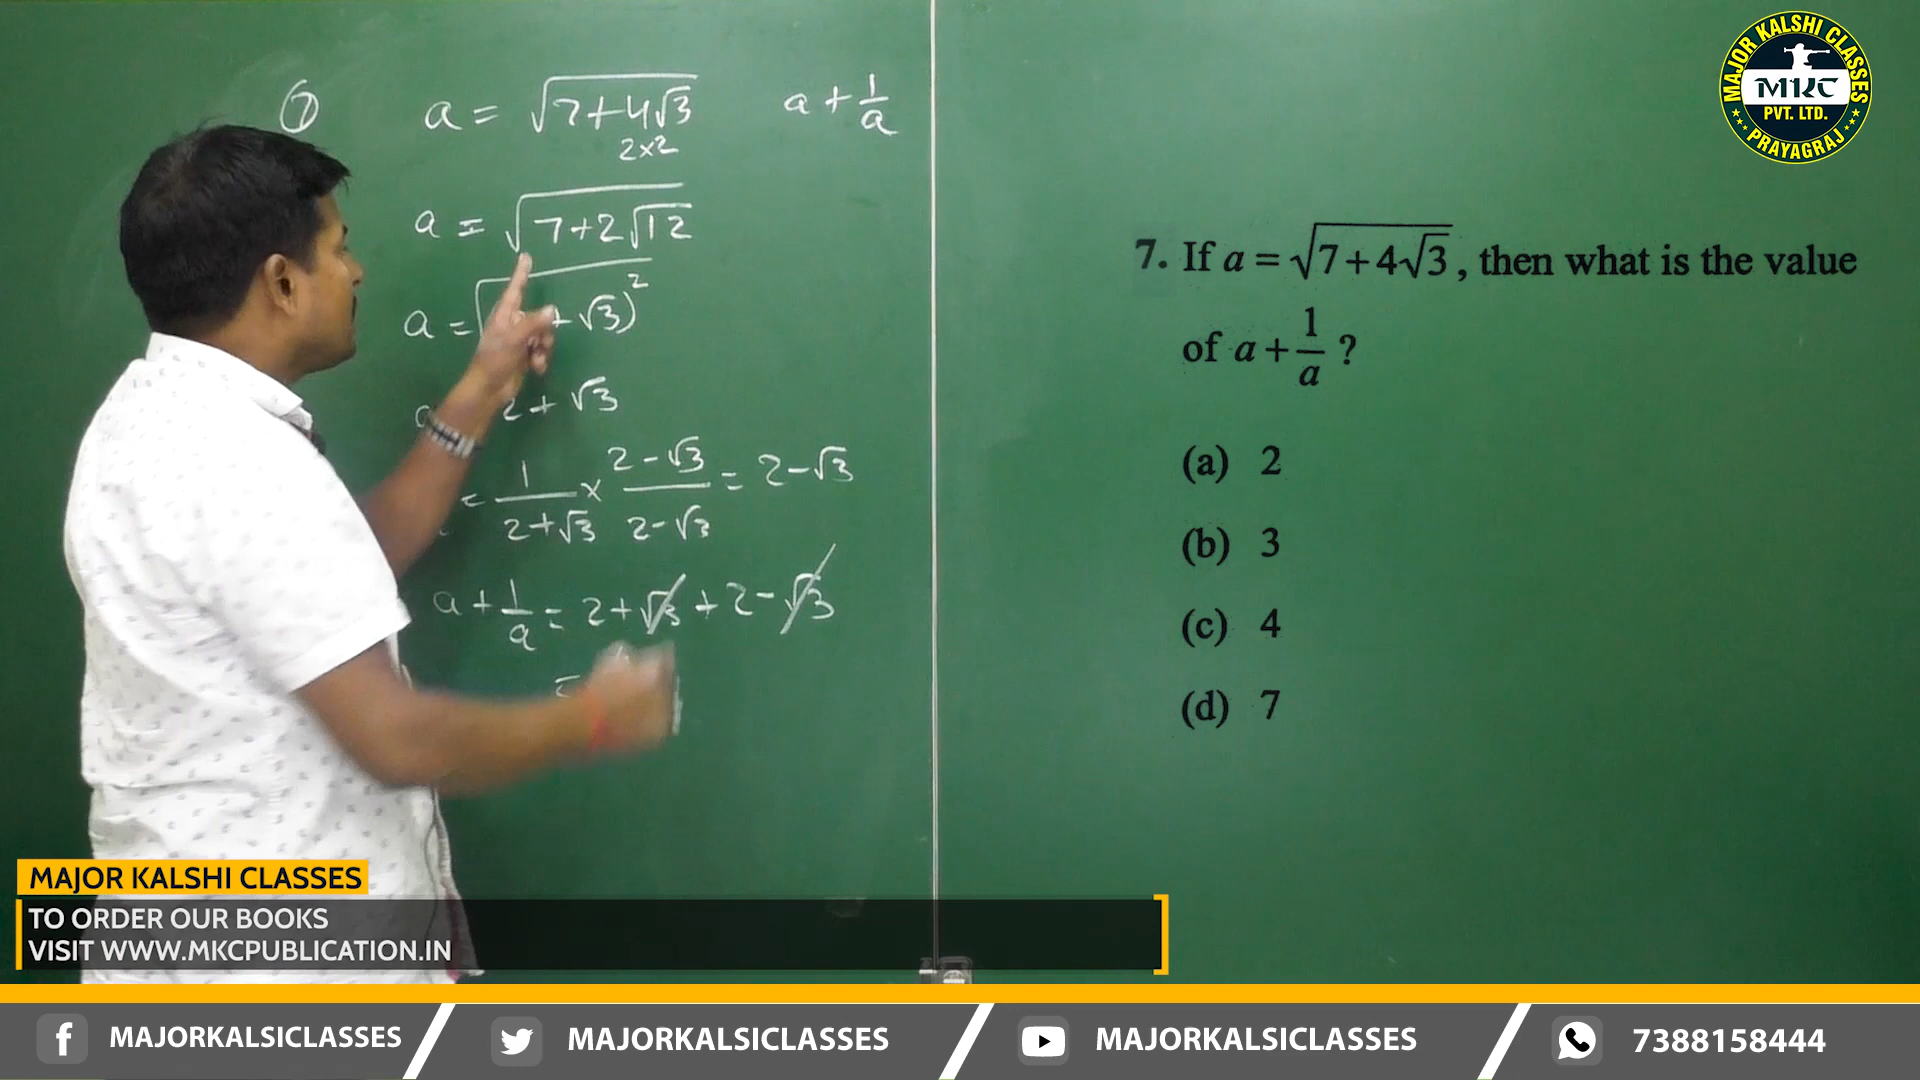 ⑦ a = √7+4√3 a + 1/a
2×2
a = √7+2√12
a = √( + √3)²
2 + √3
= 1/2+√3 × 2-√3/2-√3 = 2-√3
a + 1/a = 2+√3 + 2-√3
=
MAJOR KALSHI CLASSES
MKC
PVT. LTD.
PRAYAGRAJ
7. If a = √7+4√3, then what is the value
of a + 1/a ?
(a) 2
(b) 3
(c) 4
(d) 7
MAJOR KALSHI CLASSES
TO ORDER OUR BOOKS
VISIT WWW.MKCPUBLICATION.IN
MAJORKALSICLASSES MAJORKALSICLASSES MAJORKALSICLASSES 7388158444